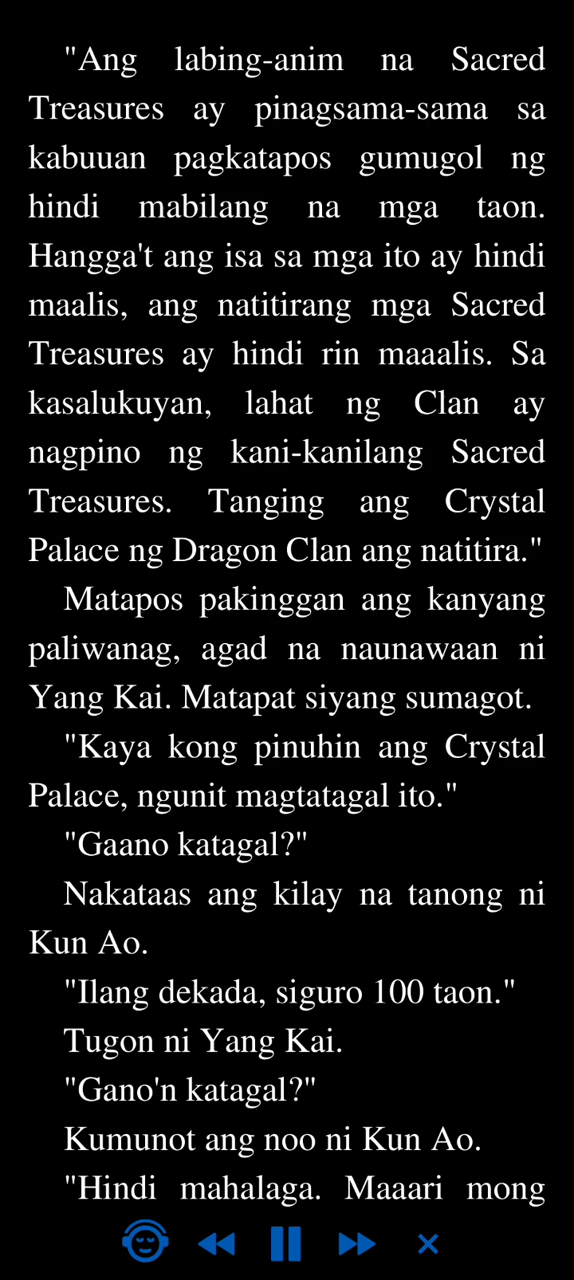 "Ang labing-anim na Sacred
Treasures ay pinagsama-sama sa
kabuuan pagkatapos gumugol ng
hindi mabilang na mga taon.
Hangga't ang isa sa mga ito ay hindi
maalis, ang natitirang mga Sacred
Treasures ay hindi rin maaalis. Sa
kasalukuyan, lahat ng Clan ay
nagpino ng kani-kanilang Sacred
Treasures. Tanging ang Crystal
Palace ng Dragon Clan ang natitira."
Matapos pakinggan ang kanyang
paliwanag, agad na naunawaan ni
Yang Kai. Matapat siyang sumagot.
"Kaya kong pinuhin ang Crystal
Palace, ngunit magtatagal ito."
"Gaano katagal?"
Nakataas ang kilay na tanong ni
Kun Ao.
"Ilang dekada, siguro 100 taon."
Tugon ni Yang Kai.
"Gano'n katagal?"
Kumunot ang noo ni Kun Ao.
"Hindi mahalaga. Maaari mong